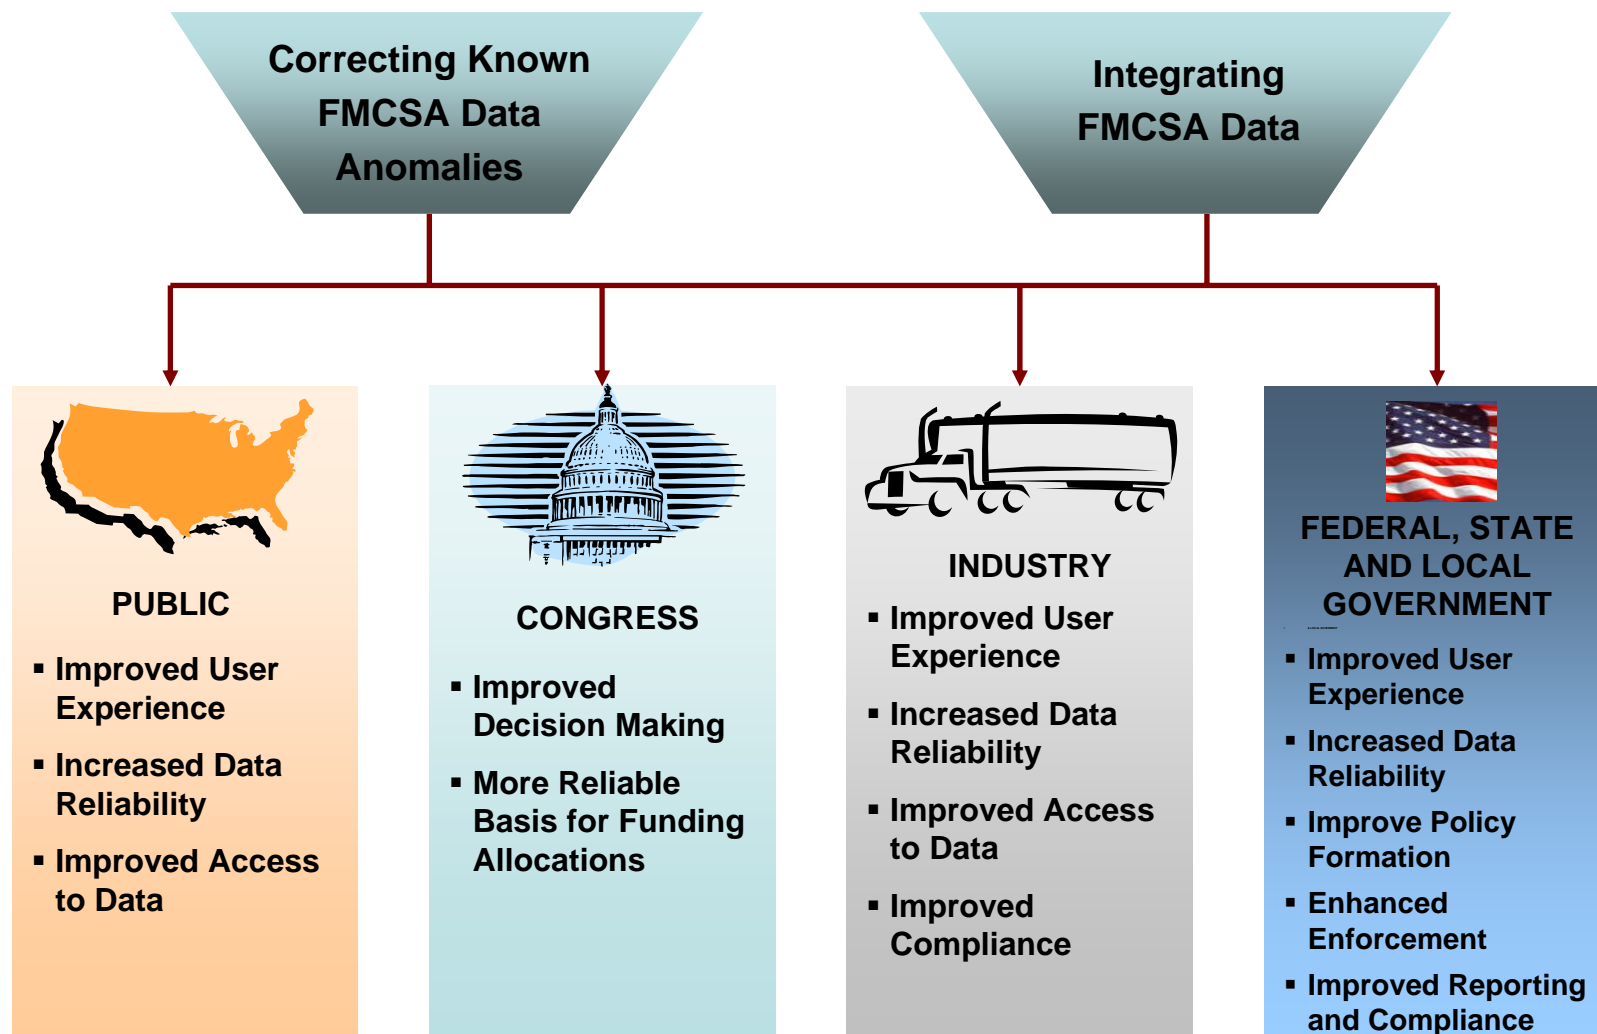 Correcting Known
FMCSA Data
Anomalies
Integrating
FMCSA Data
PUBLIC
▪ Improved User
Experience
▪ Increased Data
Reliability
▪ Improved Access
to Data
CONGRESS
▪ Improved
Decision Making
▪ More Reliable
Basis for Funding
Allocations
INDUSTRY
▪ Improved User
Experience
▪ Increased Data
Reliability
▪ Improved Access
to Data
▪ Improved
Compliance
FEDERAL, STATE
AND LOCAL
GOVERNMENT
▪ Improved User
Experience
▪ Increased Data
Reliability
▪ Improve Policy
Formation
▪ Enhanced
Enforcement
▪ Improved Reporting
and Compliance